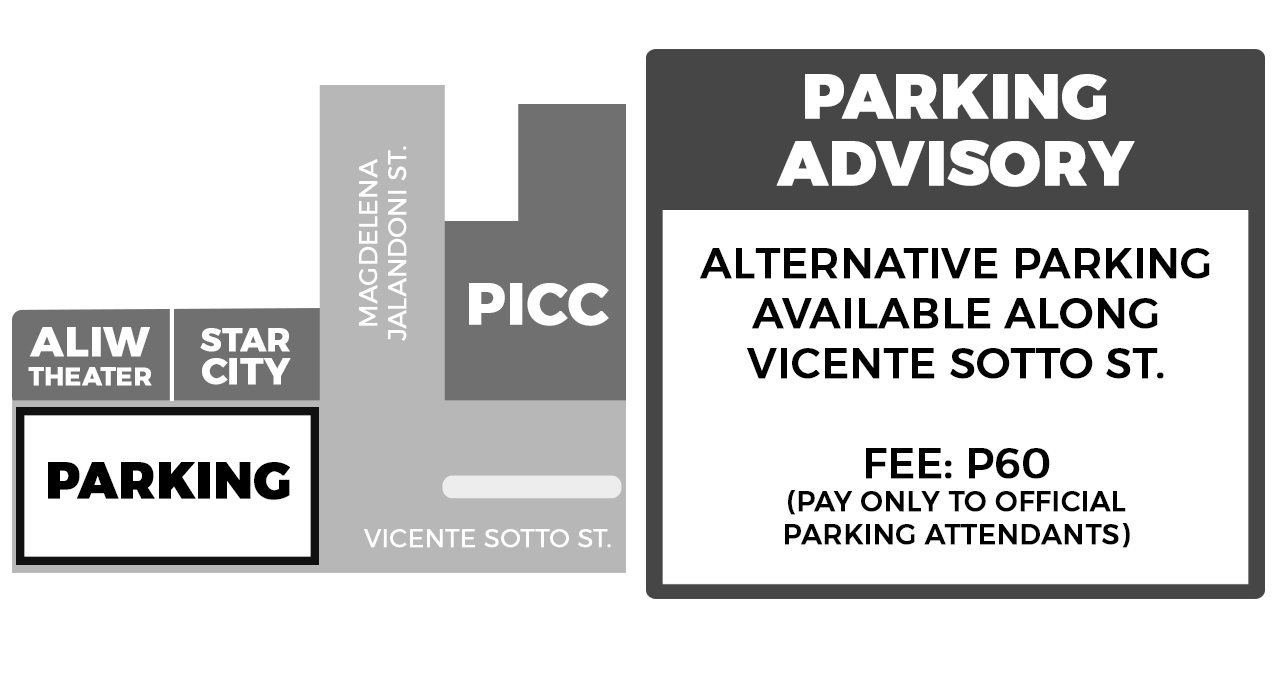 MAGDELENA
JALANDONI ST.
PICC
ALIW
THEATER
STAR
CITY
PARKING
VICENTE SOTTO ST.
PARKING
ADVISORY
ALTERNATIVE PARKING
AVAILABLE ALONG
VICENTE SOTTO ST.
FEE: P60
(PAY ONLY TO OFFICIAL
PARKING ATTENDANTS)